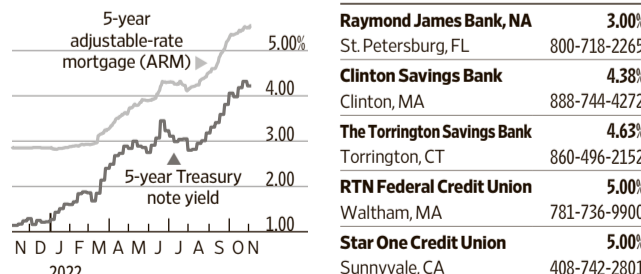 5-year
adjustable-rate
mortgage (ARM)
5.00%
4.00
3.00
5-year Treasury
note yield
2.00
1.00
N D J F M A M J J A S O N
2022
Raymond James Bank, NA 3.00%
St. Petersburg, FL 800-718-2265
Clinton Savings Bank 4.38%
Clinton, MA 888-744-4272
The Torrington Savings Bank 4.63%
Torrington, CT 860-496-2152
RTN Federal Credit Union 5.00%
Waltham, MA 781-736-9900
Star One Credit Union 5.00%
Sunnyvale, CA 408-742-2801